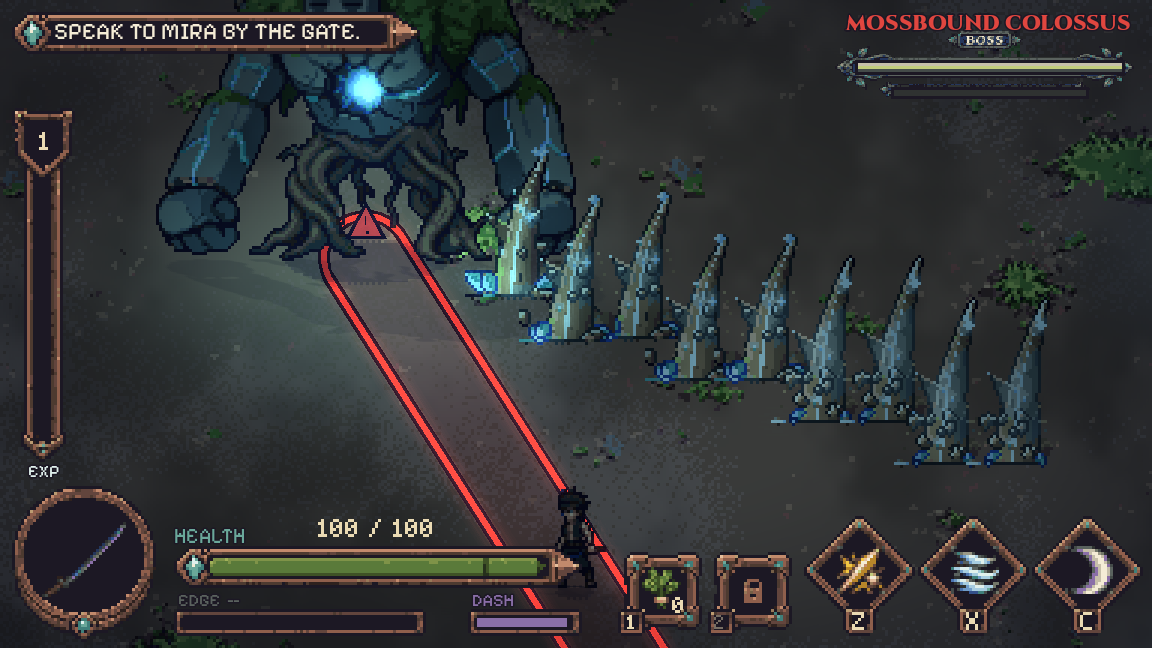 SPEAK TO MIRA BY THE GATE.
MOSSBOUND COLOSSUS
BOSS
1
EXP
HEALTH
100 / 100
EDGE --
DASH
0
1
2
Z
X
C